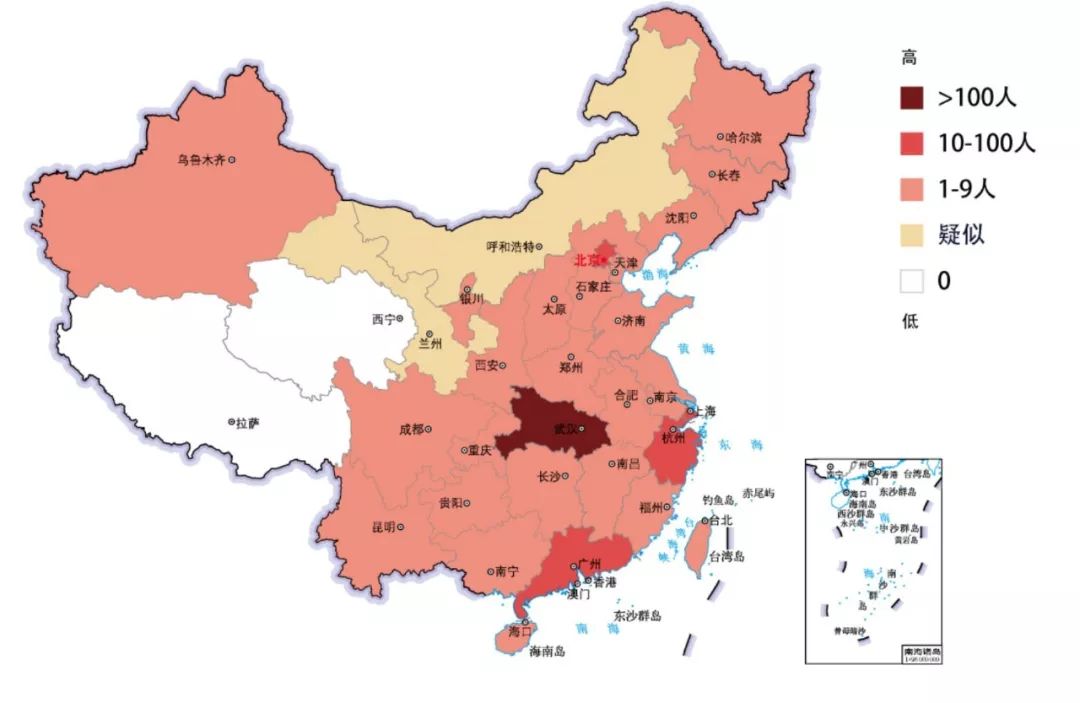 高
>100人
10-100人
1-9人
疑似
0
低
哈尔滨
乌鲁木齐
长春
沈阳
呼和浩特
北京
天津
渤海
银川
石家庄
太原
西宁
济南
兰州
黄海
西安
郑州
合肥
南京
上海
拉萨
成都
武汉
杭州
东海
重庆
南昌
长沙
钓鱼岛
赤尾屿
贵阳
福州
昆明
台北
台湾海峡
台湾岛
广州
南宁
香港
澳门
东沙群岛
海口
南海
海南岛
南宁
广州
香港
台湾岛
澳门
海口
东沙群岛
海南岛
西沙群岛
南
永兴岛
中沙群岛
黄岩岛
海
南沙群岛
曾母暗沙
南海诸岛